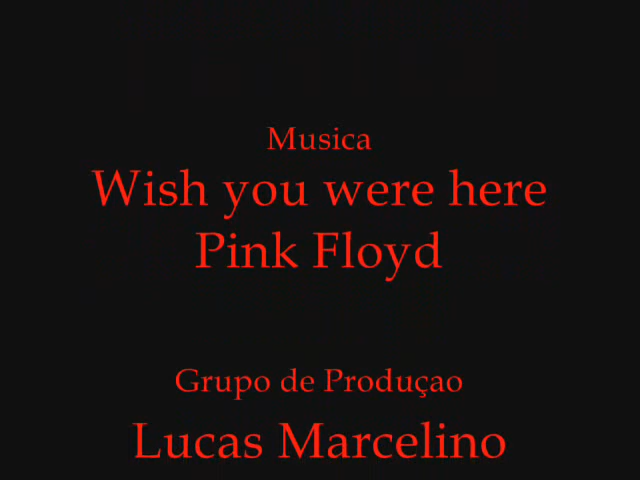 Musica
Wish you were here
Pink Floyd
Grupo de Produçao
Lucas Marcelino